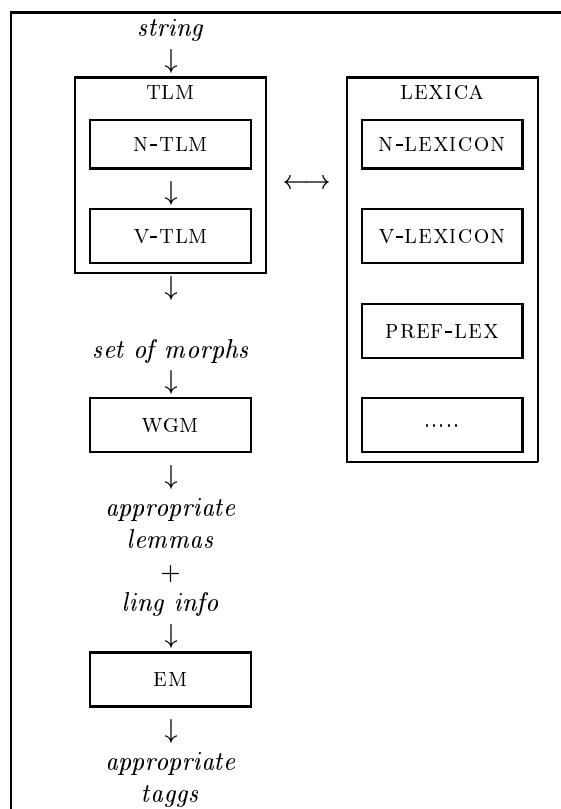 string
TLM
N-TLM
V-TLM
LEXICA
N-LEXICON
V-LEXICON
PREF-LEX
.....
set of morphs
WGM
appropriate
lemmas
+
ling info
EM
appropriate
taggs